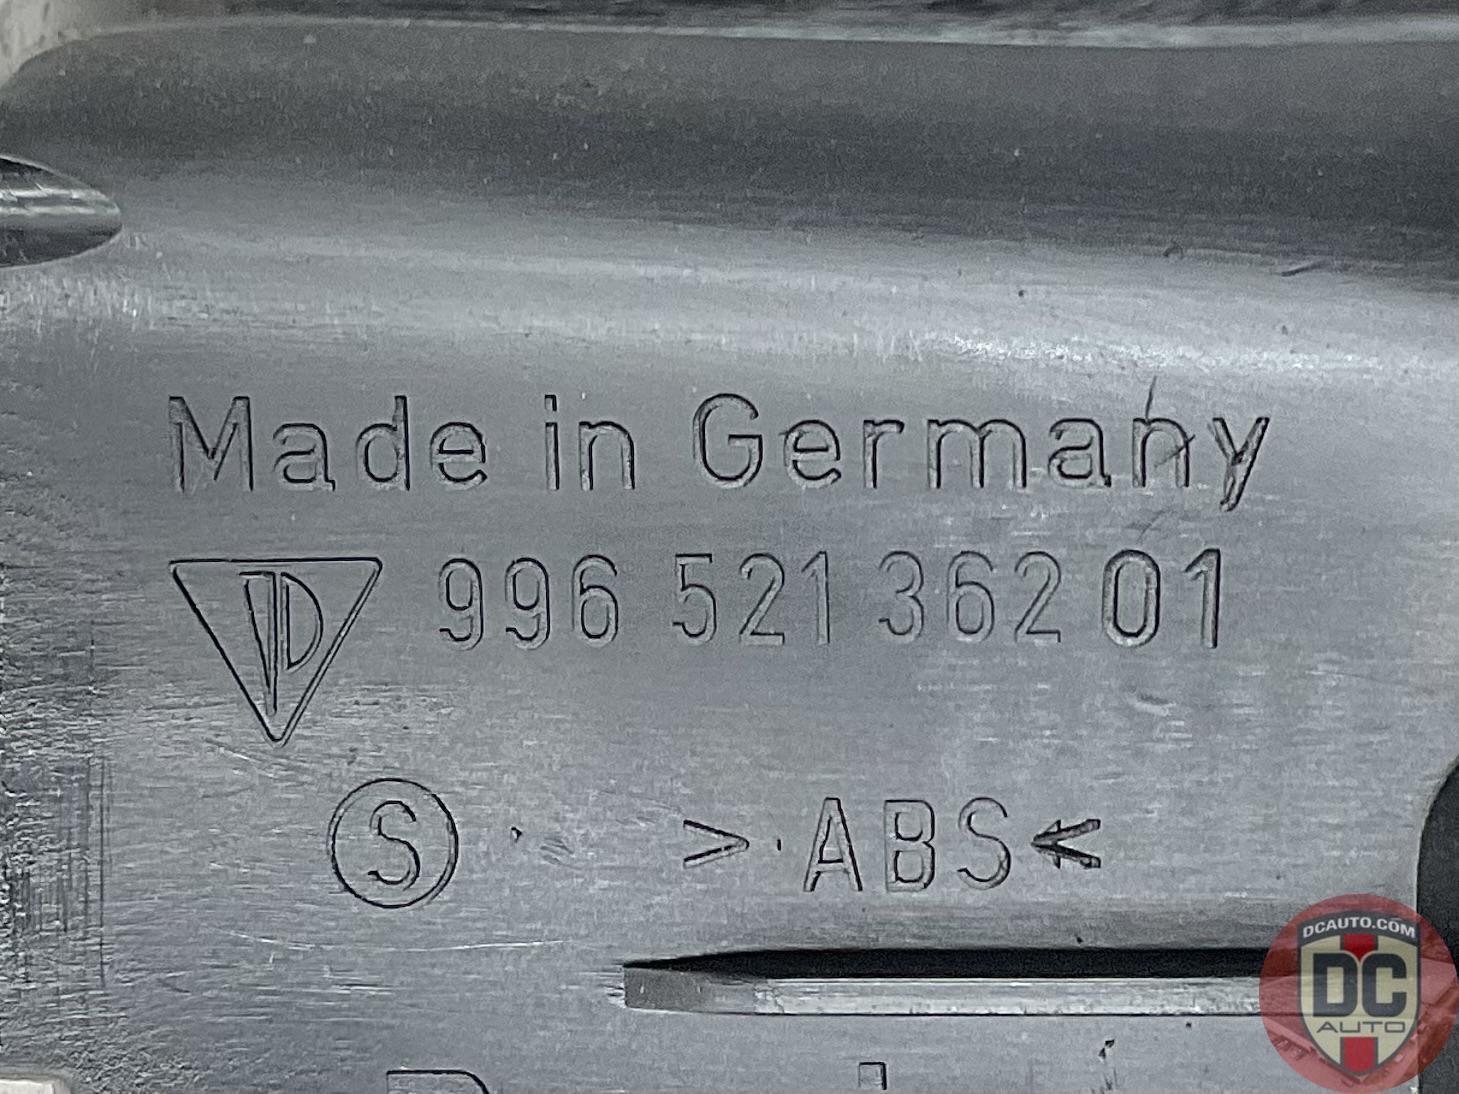 Made in Germany
996 521 362 01
S >ABS<
DCAUTO.COM
DC
AUTO